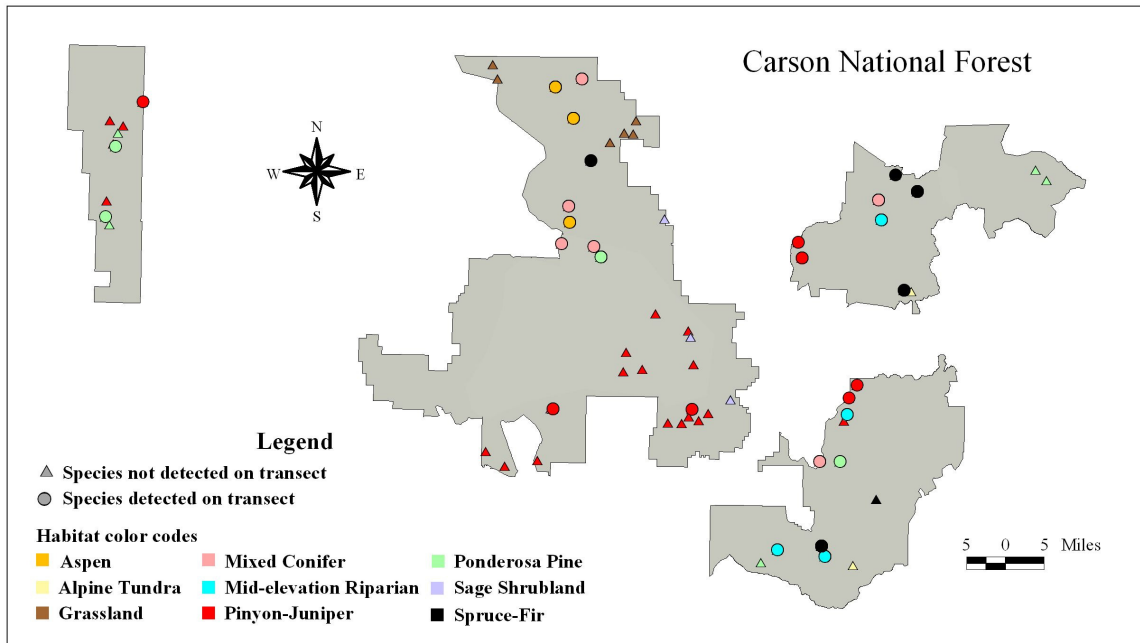 Carson National Forest
N
W E
S
Legend
Species not detected on transect
Species detected on transect
Habitat color codes
Aspen Mixed Conifer Ponderosa Pine
Alpine Tundra Mid-elevation Riparian Sage Shrubland
Grassland Pinyon-Juniper Spruce-Fir
5 0 5 Miles